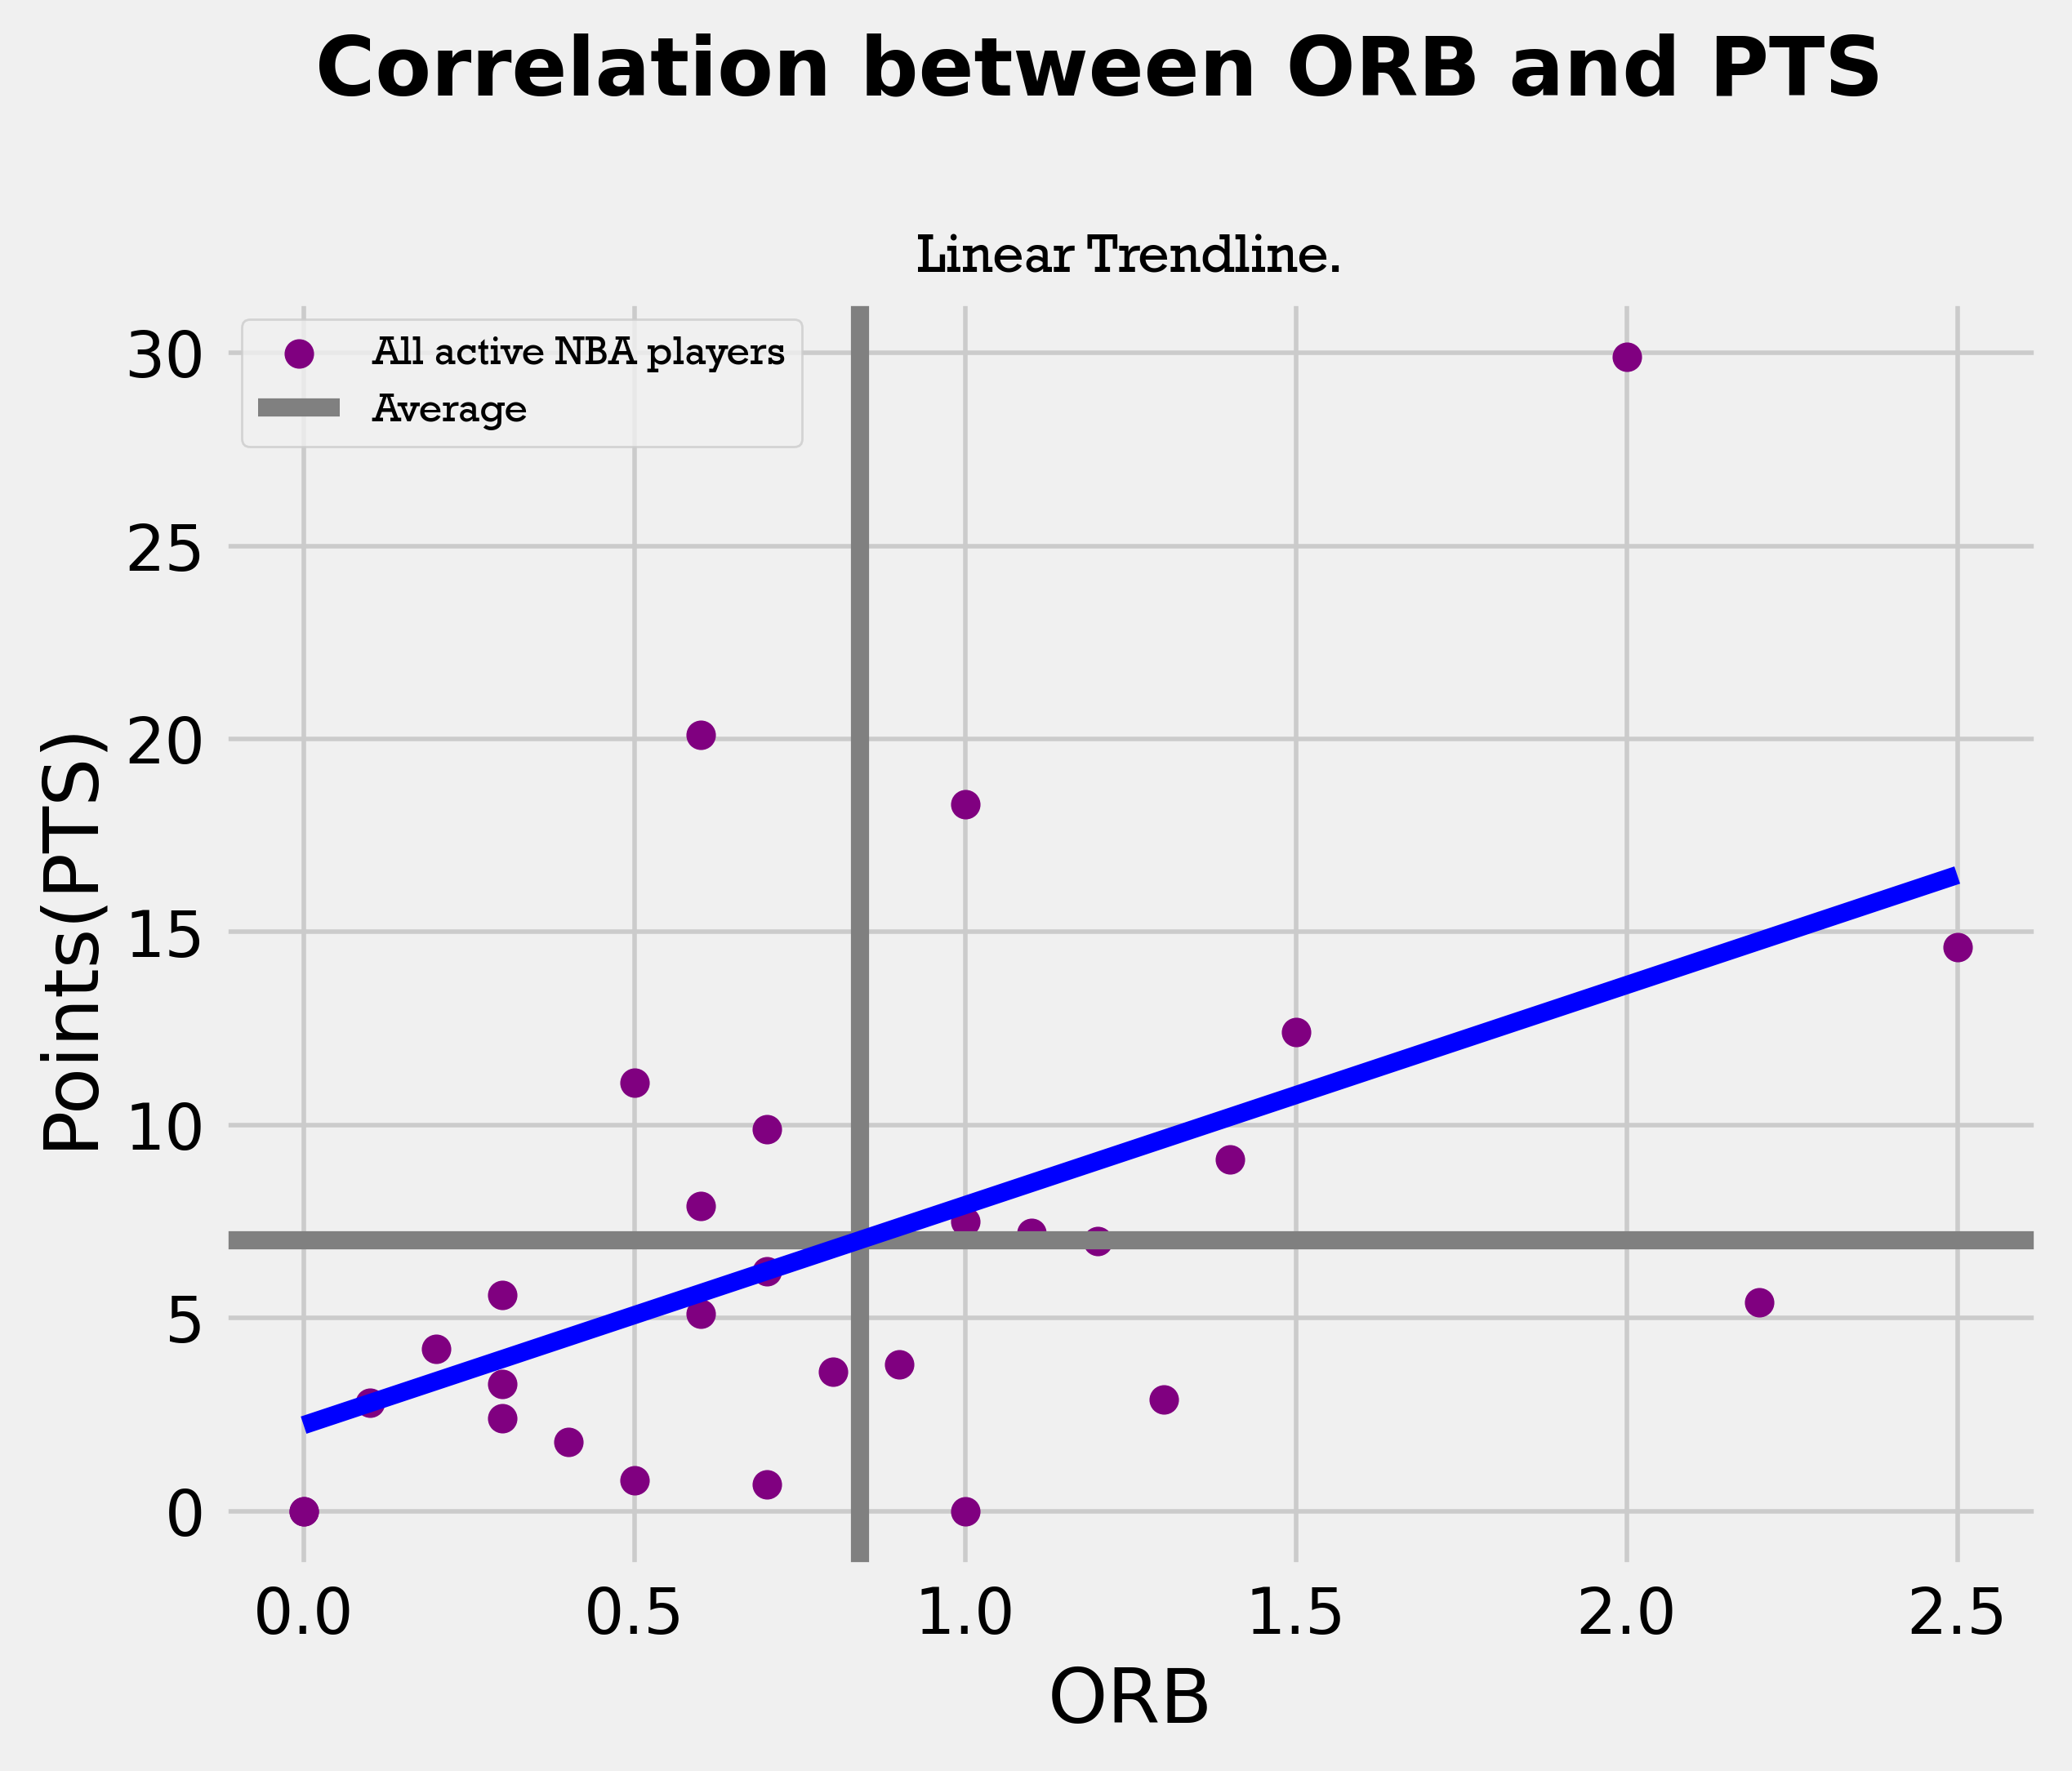 Correlation between ORB and PTS
Linear Trendline.
All active NBA players
Average
30
25
20
15
10
5
0
Points(PTS)
0.0 0.5 1.0 1.5 2.0 2.5
ORB